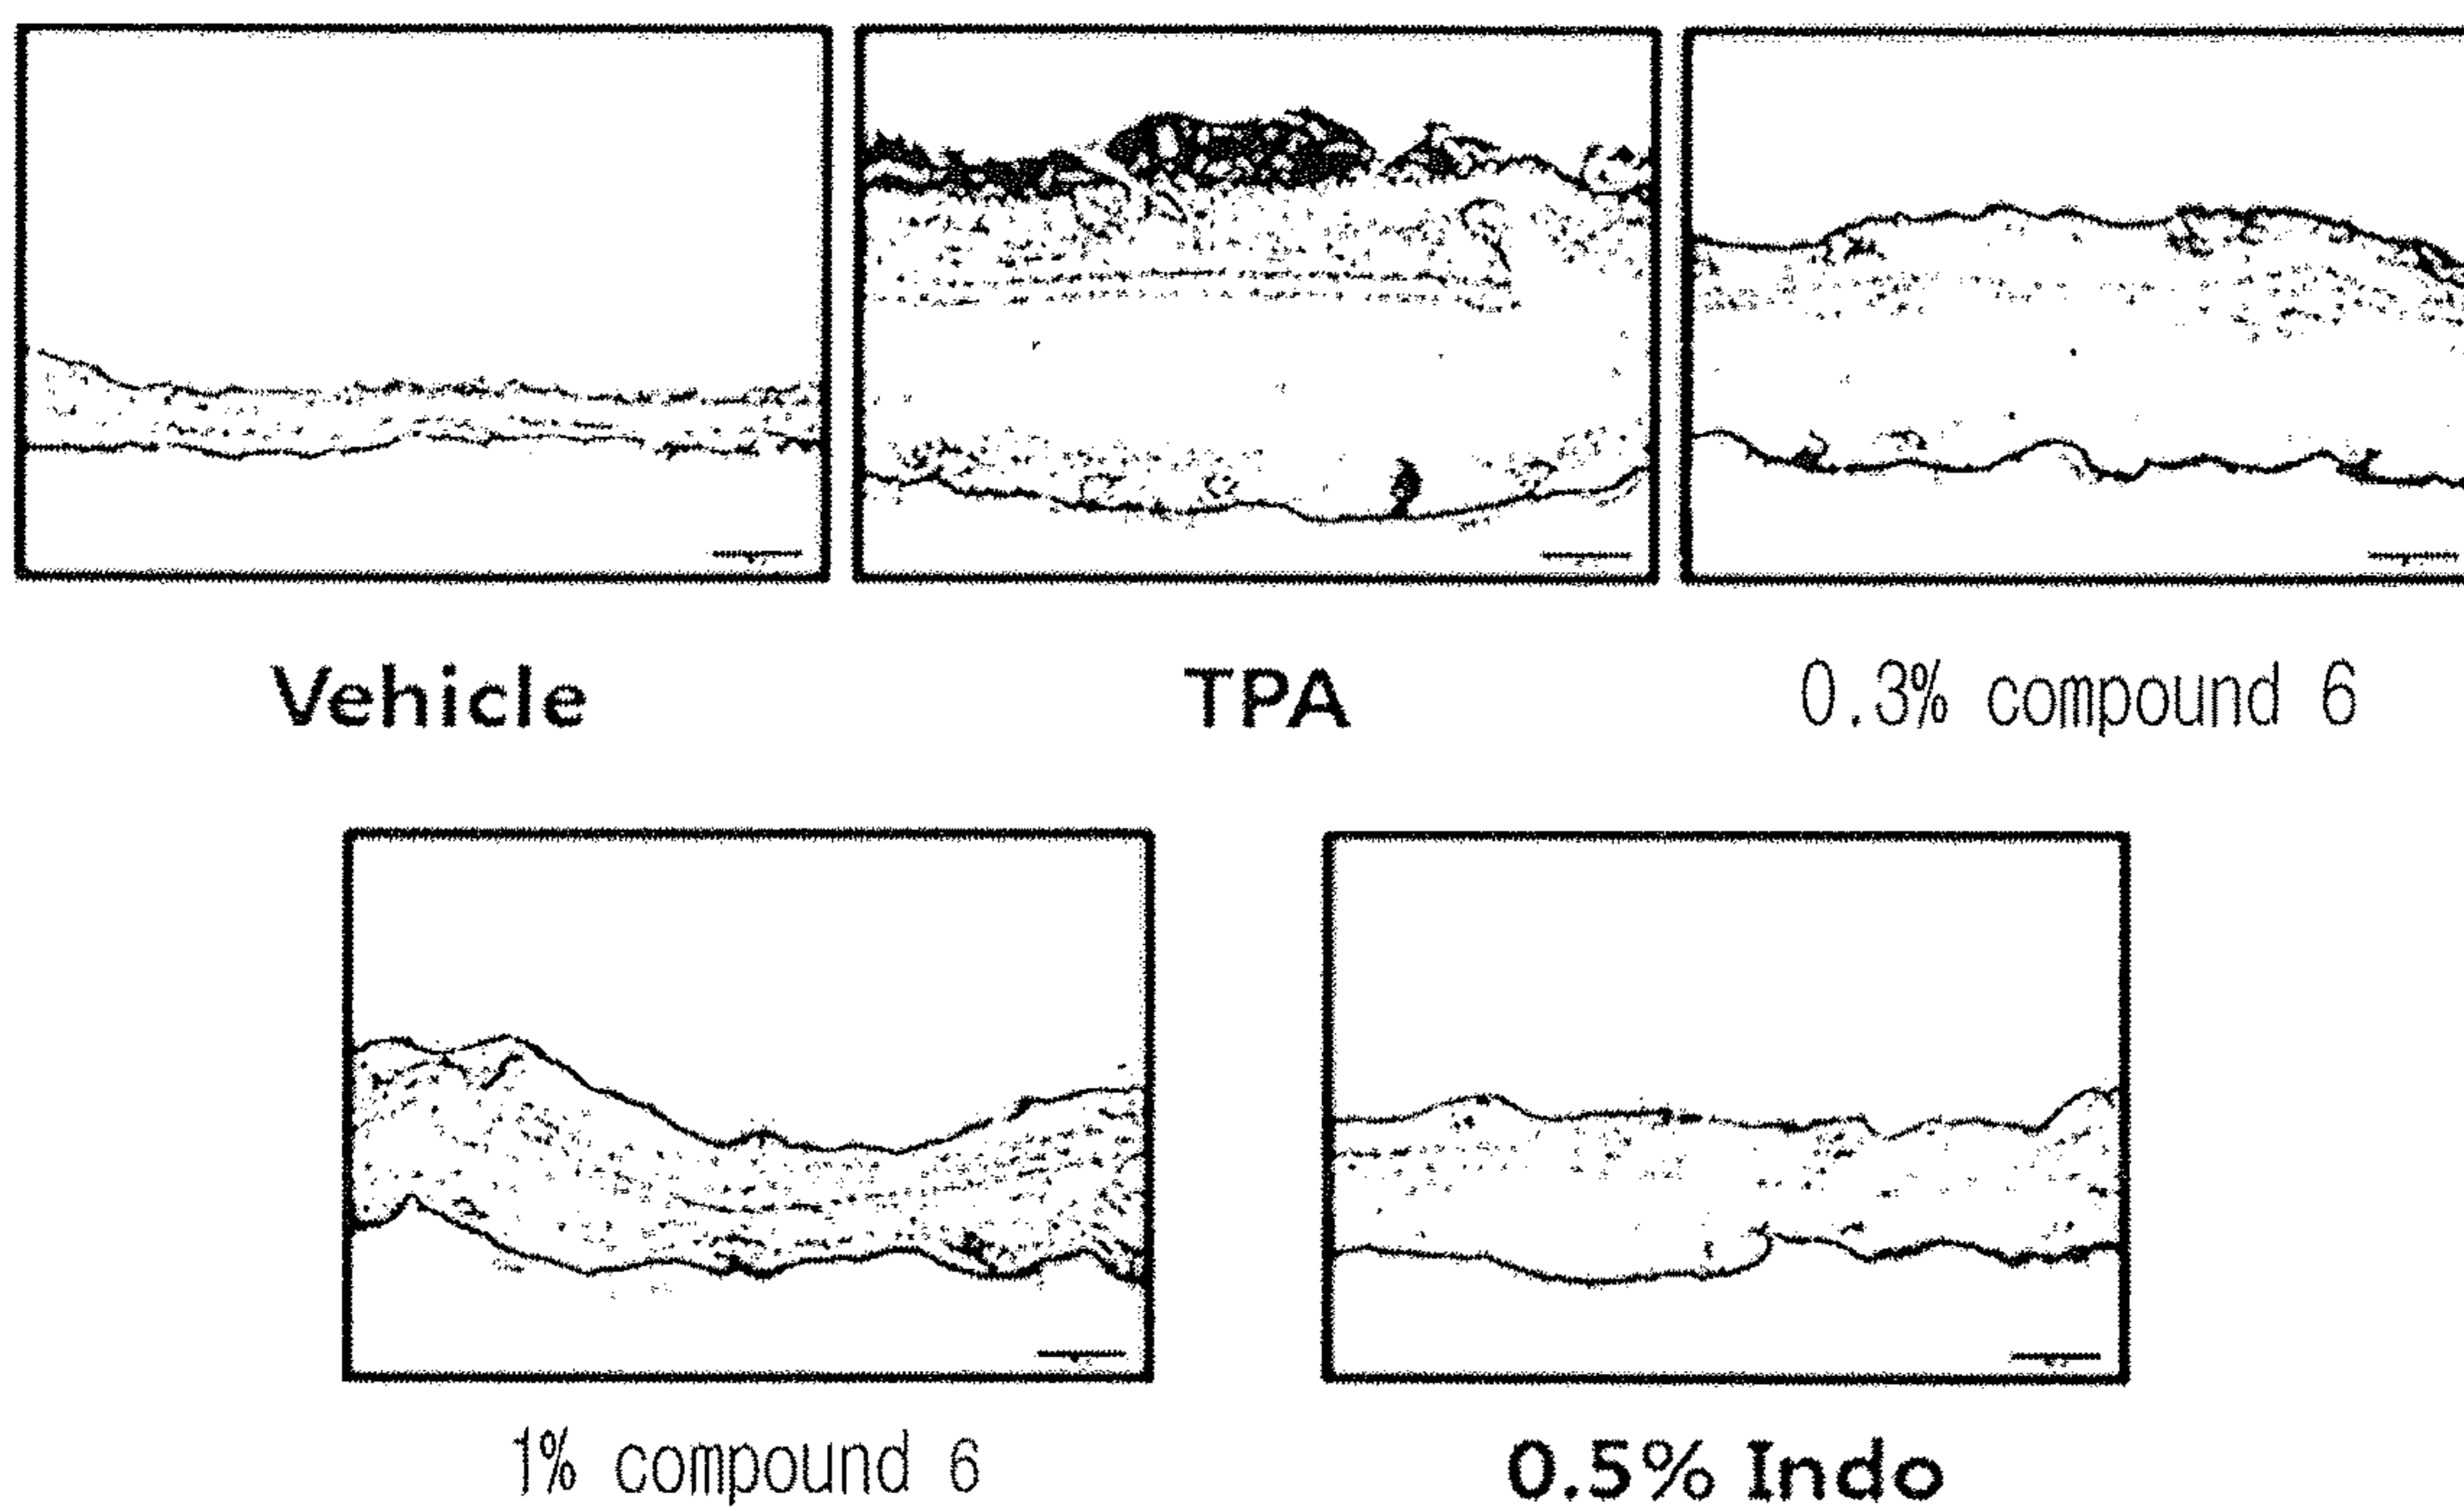 Vehicle
TPA
0.3% compound 6
1% compound 6
0.5% Indo